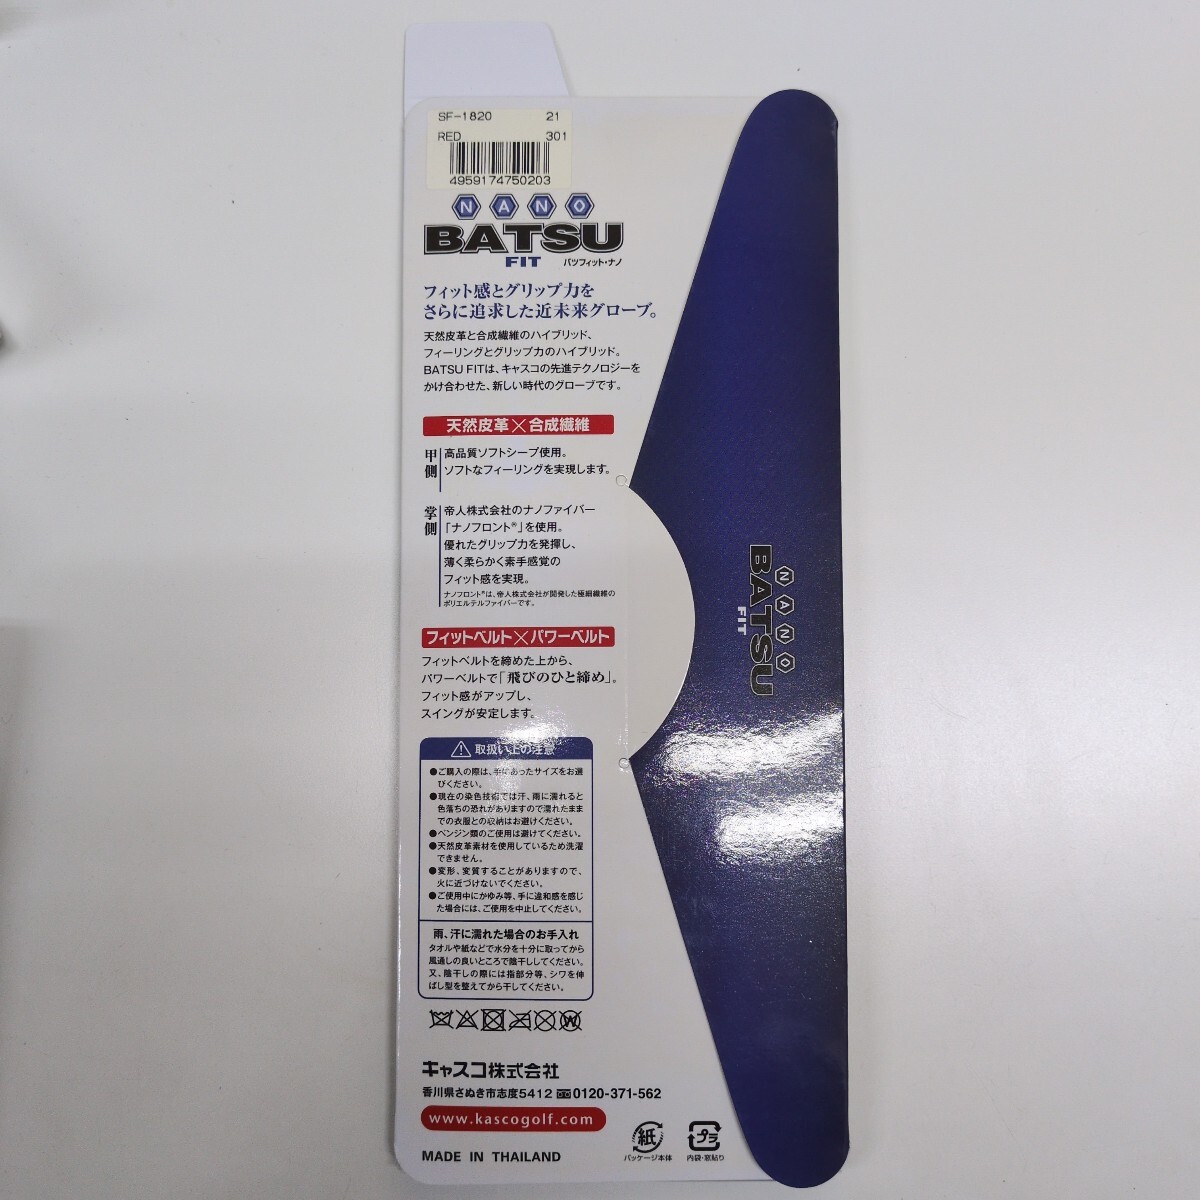 SF-1820 21
RED 301
4959174750203
NANO
BATSU
FIT バツフィット・ナノ
フィット感とグリップ力を
さらに追求した近未来グローブ。
天然皮革と合成繊維のハイブリッド、
フィーリングとグリップ力のハイブリッド。
BATSU FITは、キャスコの先進テクノロジーを
かけ合わせた、新しい時代のグローブです。
天然皮革×合成繊維
甲側
高品質ソフトシープ使用。
ソフトなフィーリングを実現します。
掌側
帝人株式会社のナノファイバー
「ナノフロント®」を使用。
優れたグリップ力を発揮し、
薄く柔らかく素手感覚の
フィット感を実現。
ナノフロント®は、帝人株式会社が開発した極細繊維の
ポリエルテルファイバーです。
フィットベルト×パワーベルト
フィットベルトを締めた上から、
パワーベルトで「飛びのひと締め」。
フィット感がアップし、
スイングが安定します。
取扱い上の注意
●ご購入の際は、手にあったサイズをお選
びください。
●現在の染色技術では汗、雨に濡れると
色落ちの恐れがありますので濡れたまま
での衣服との収納はお避けください。
●ベンジン類のご使用は避けてください。
●天然皮革素材を使用しているため洗濯
できません。
●変形、変質することがありますので、
火に近づけないでください。
●ご使用中にかゆみ等、手に違和感を感じ
た場合には、ご使用を中止してください。
雨、汗に濡れた場合のお手入れ
タオルや紙などで水分を十分に取ってから
風通しの良いところで陰干ししてください。
又、陰干しの際には指部分等、シワを伸
ばし型を整えてから干してください。
キャスコ株式会社
香川県さぬき市志度5412 0120-371-562
www.kascogolf.com
MADE IN THAILAND
紙
パッケージ本体
プラ
内袋・窓貼り
NANO
BATSU
FIT